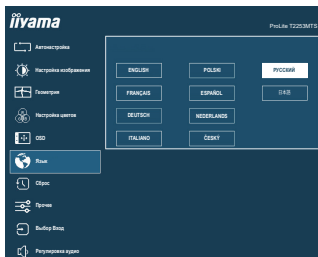 iiyama
ProLite T2253MTS
Автонастройка
Настройка изображения
Геометрия
Настройка цветов
OSD
Язык
Сброс
Прочее
Выбор Вход
Регулировка аудио
ENGLISH
POLSKI
РУССКИЙ
FRANÇAIS
ESPAÑOL
日本語
DEUTSCH
NEDERLANDS
ITALIANO
ČESKÝ